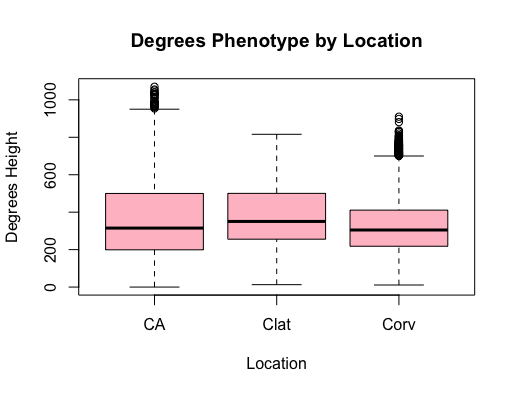 Degrees Phenotype by Location
Degrees Height
1000
600
200
0
CA Clat Corv
Location